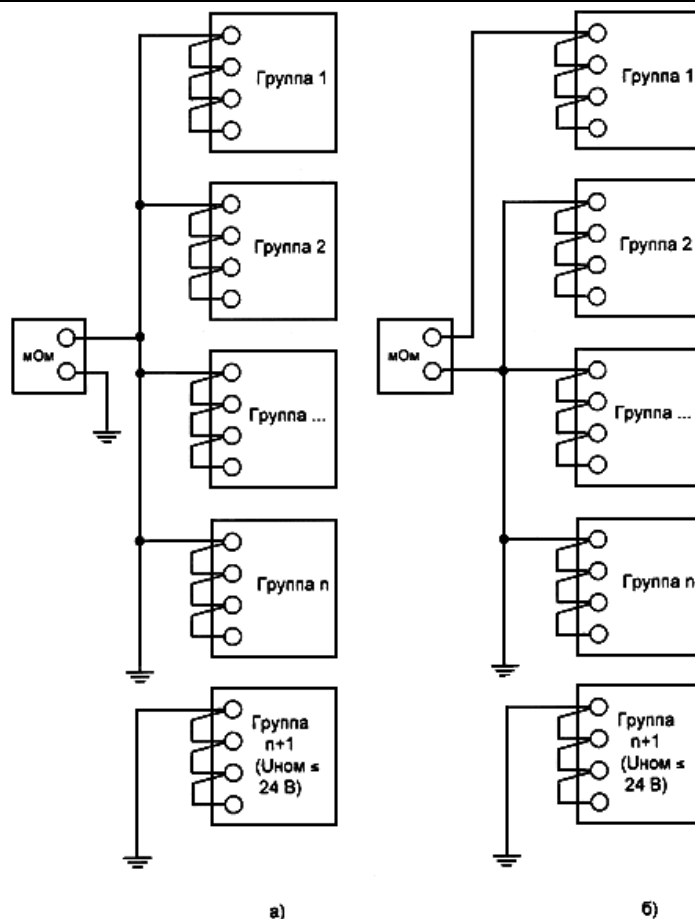 Группа 1
Группа 2
мОм
Группа ...
Группа n
Группа
n+1
(Uном ≤
24 В)
а)
Группа 1
Группа 2
мОм
Группа ...
Группа n
Группа
n+1
(Uном ≤
24 В)
б)